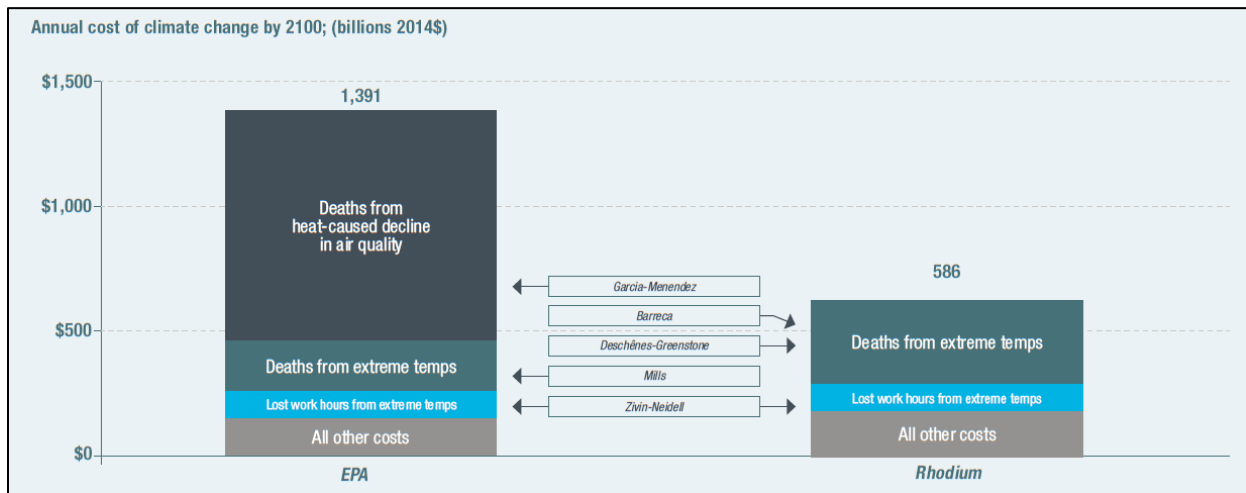 Annual cost of climate change by 2100; (billions 2014$)
$1,500
1,391
Deaths from
heat-caused decline
in air quality
$1,000
586
Garcia-Menendez
Barreca
$500
Deschênes-Greenstone
Deaths from extreme temps
Deaths from extreme temps
Mills
Lost work hours from extreme temps
Zivin-Neidell
Lost work hours from extreme temps
All other costs
All other costs
$0
EPA
Rhodium